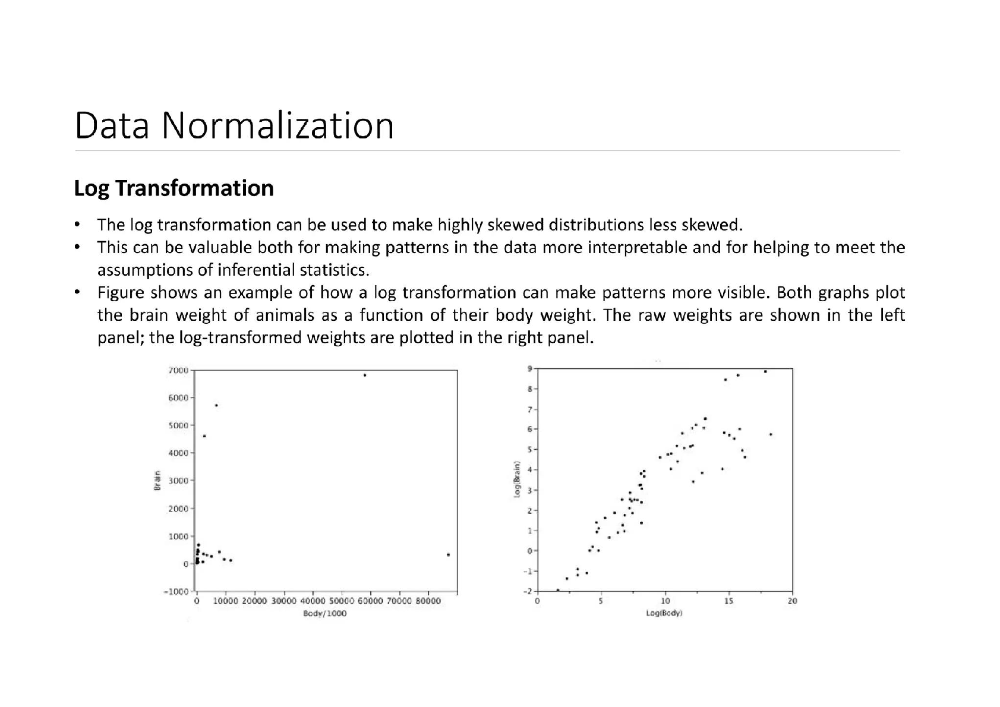 Data Normalization
Log Transformation
• The log transformation can be used to make highly skewed distributions less skewed.
• This can be valuable both for making patterns in the data more interpretable and for helping to meet the
assumptions of inferential statistics.
• Figure shows an example of how a log transformation can make patterns more visible. Both graphs plot
the brain weight of animals as a function of their body weight. The raw weights are shown in the left
panel; the log-transformed weights are plotted in the right panel.
7000
6000
5000
4000
3000
2000
1000
0
-1000
Brain
0 10000 20000 30000 40000 50000 60000 70000 80000
Body/1000
9
8
7
6
5
4
3
2
1
0
-1
-2
Log(Brain)
0 5 10 15 20
Log(Body)